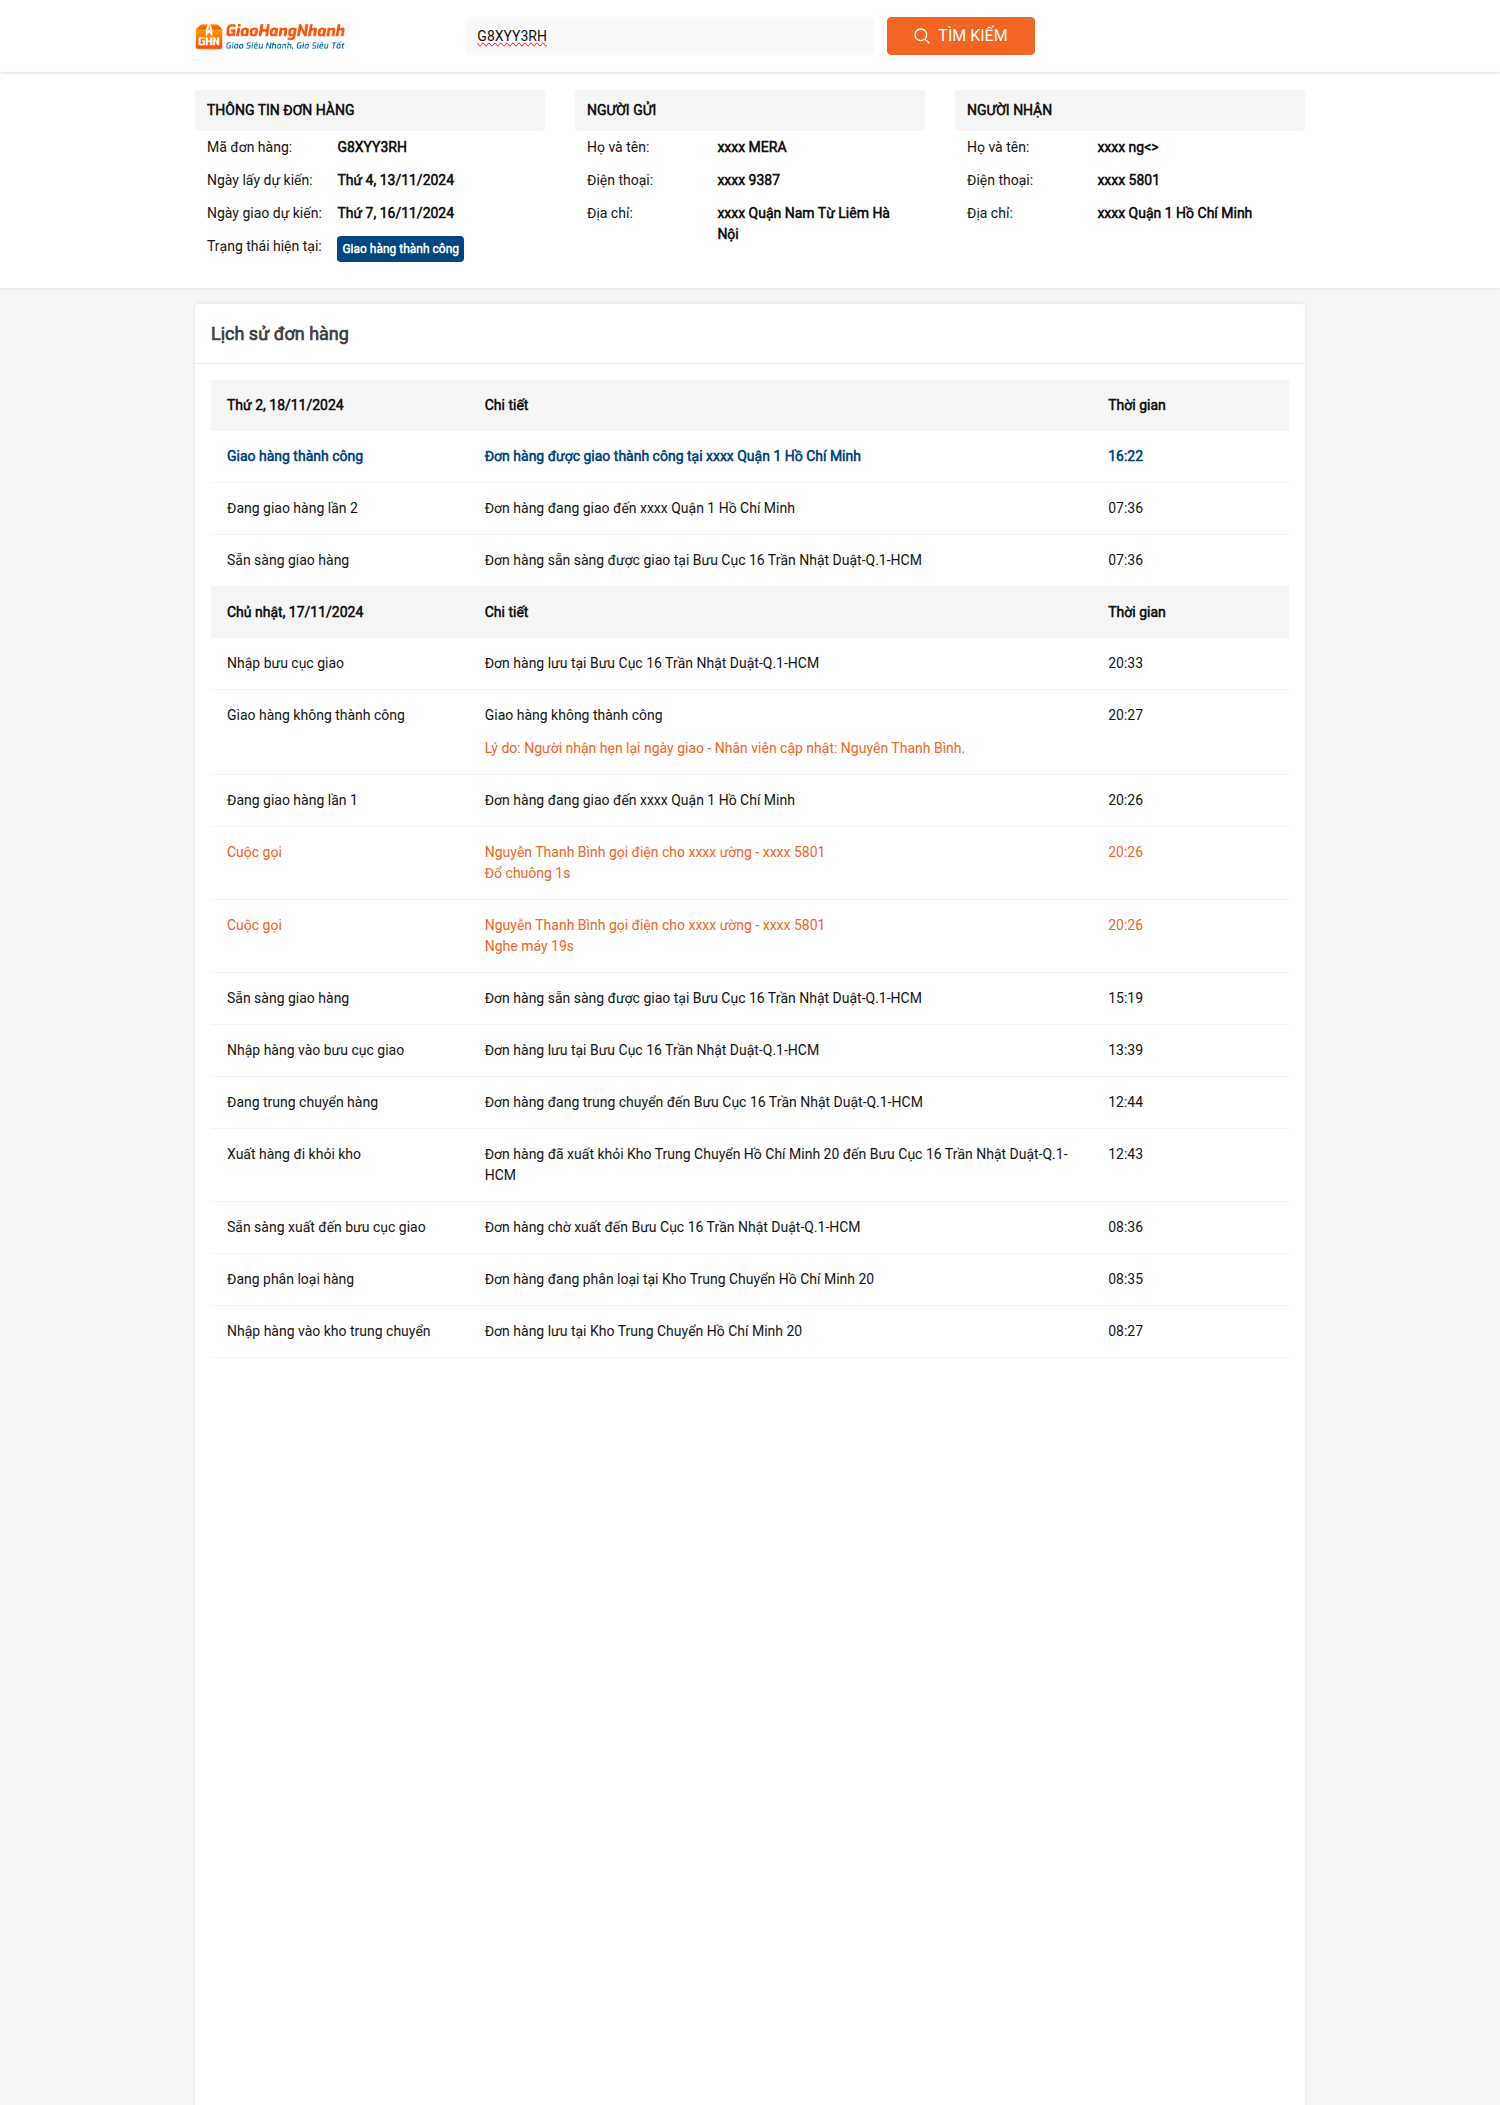 GHN GiaoHangNhanh
Giao Siêu Nhanh, Giá Siêu Tốt
G8XYY3RH
TÌM KIẾM
THÔNG TIN ĐƠN HÀNG
Mã đơn hàng: G8XYY3RH
Ngày lấy dự kiến: Thứ 4, 13/11/2024
Ngày giao dự kiến: Thứ 7, 16/11/2024
Trạng thái hiện tại: Giao hàng thành công
NGƯỜI GỬI
Họ và tên: xxxx MERA
Điện thoại: xxxx 9387
Địa chỉ: xxxx Quận Nam Từ Liêm Hà
Nội
NGƯỜI NHẬN
Họ và tên: xxxx ng<>
Điện thoại: xxxx 5801
Địa chỉ: xxxx Quận 1 Hồ Chí Minh
Lịch sử đơn hàng
Thứ 2, 18/11/2024 Chi tiết Thời gian
Giao hàng thành công Đơn hàng được giao thành công tại xxxx Quận 1 Hồ Chí Minh 16:22
Đang giao hàng lần 2 Đơn hàng đang giao đến xxxx Quận 1 Hồ Chí Minh 07:36
Sẵn sàng giao hàng Đơn hàng sẵn sàng được giao tại Bưu Cục 16 Trần Nhật Duật-Q.1-HCM 07:36
Chủ nhật, 17/11/2024 Chi tiết Thời gian
Nhập bưu cục giao Đơn hàng lưu tại Bưu Cục 16 Trần Nhật Duật-Q.1-HCM 20:33
Giao hàng không thành công Giao hàng không thành công 20:27
Lý do: Người nhận hẹn lại ngày giao - Nhân viên cập nhật: Nguyễn Thanh Bình.
Đang giao hàng lần 1 Đơn hàng đang giao đến xxxx Quận 1 Hồ Chí Minh 20:26
Cuộc gọi Nguyễn Thanh Bình gọi điện cho xxxx ường - xxxx 5801 20:26
Đổ chuông 1s
Cuộc gọi Nguyễn Thanh Bình gọi điện cho xxxx ường - xxxx 5801 20:26
Nghe máy 19s
Sẵn sàng giao hàng Đơn hàng sẵn sàng được giao tại Bưu Cục 16 Trần Nhật Duật-Q.1-HCM 15:19
Nhập hàng vào bưu cục giao Đơn hàng lưu tại Bưu Cục 16 Trần Nhật Duật-Q.1-HCM 13:39
Đang trung chuyển hàng Đơn hàng đang trung chuyển đến Bưu Cục 16 Trần Nhật Duật-Q.1-HCM 12:44
Xuất hàng đi khỏi kho Đơn hàng đã xuất khỏi Kho Trung Chuyển Hồ Chí Minh 20 đến Bưu Cục 16 Trần Nhật Duật-Q.1- 12:43
HCM
Sẵn sàng xuất đến bưu cục giao Đơn hàng chờ xuất đến Bưu Cục 16 Trần Nhật Duật-Q.1-HCM 08:36
Đang phân loại hàng Đơn hàng đang phân loại tại Kho Trung Chuyển Hồ Chí Minh 20 08:35
Nhập hàng vào kho trung chuyển Đơn hàng lưu tại Kho Trung Chuyển Hồ Chí Minh 20 08:27